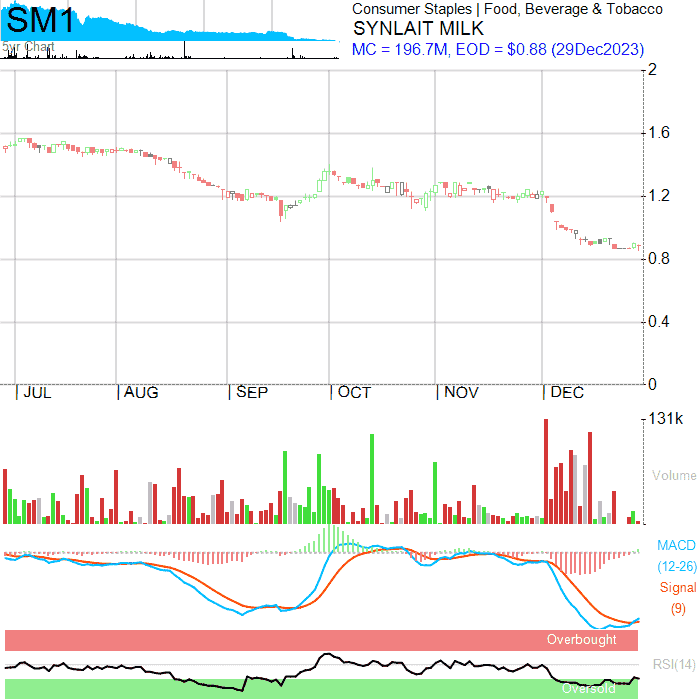 SM1
5yr Chart
Consumer Staples | Food, Beverage & Tobacco
SYNLAIT MILK
MC = 196.7M, EOD = $0.88 (29Dec2023)
2
1.6
1.2
0.8
0.4
0
JUL AUG SEP OCT NOV DEC
131k
Volume
MACD
(12-26)
Signal
(9)
Overbought
RSI(14)
Oversold